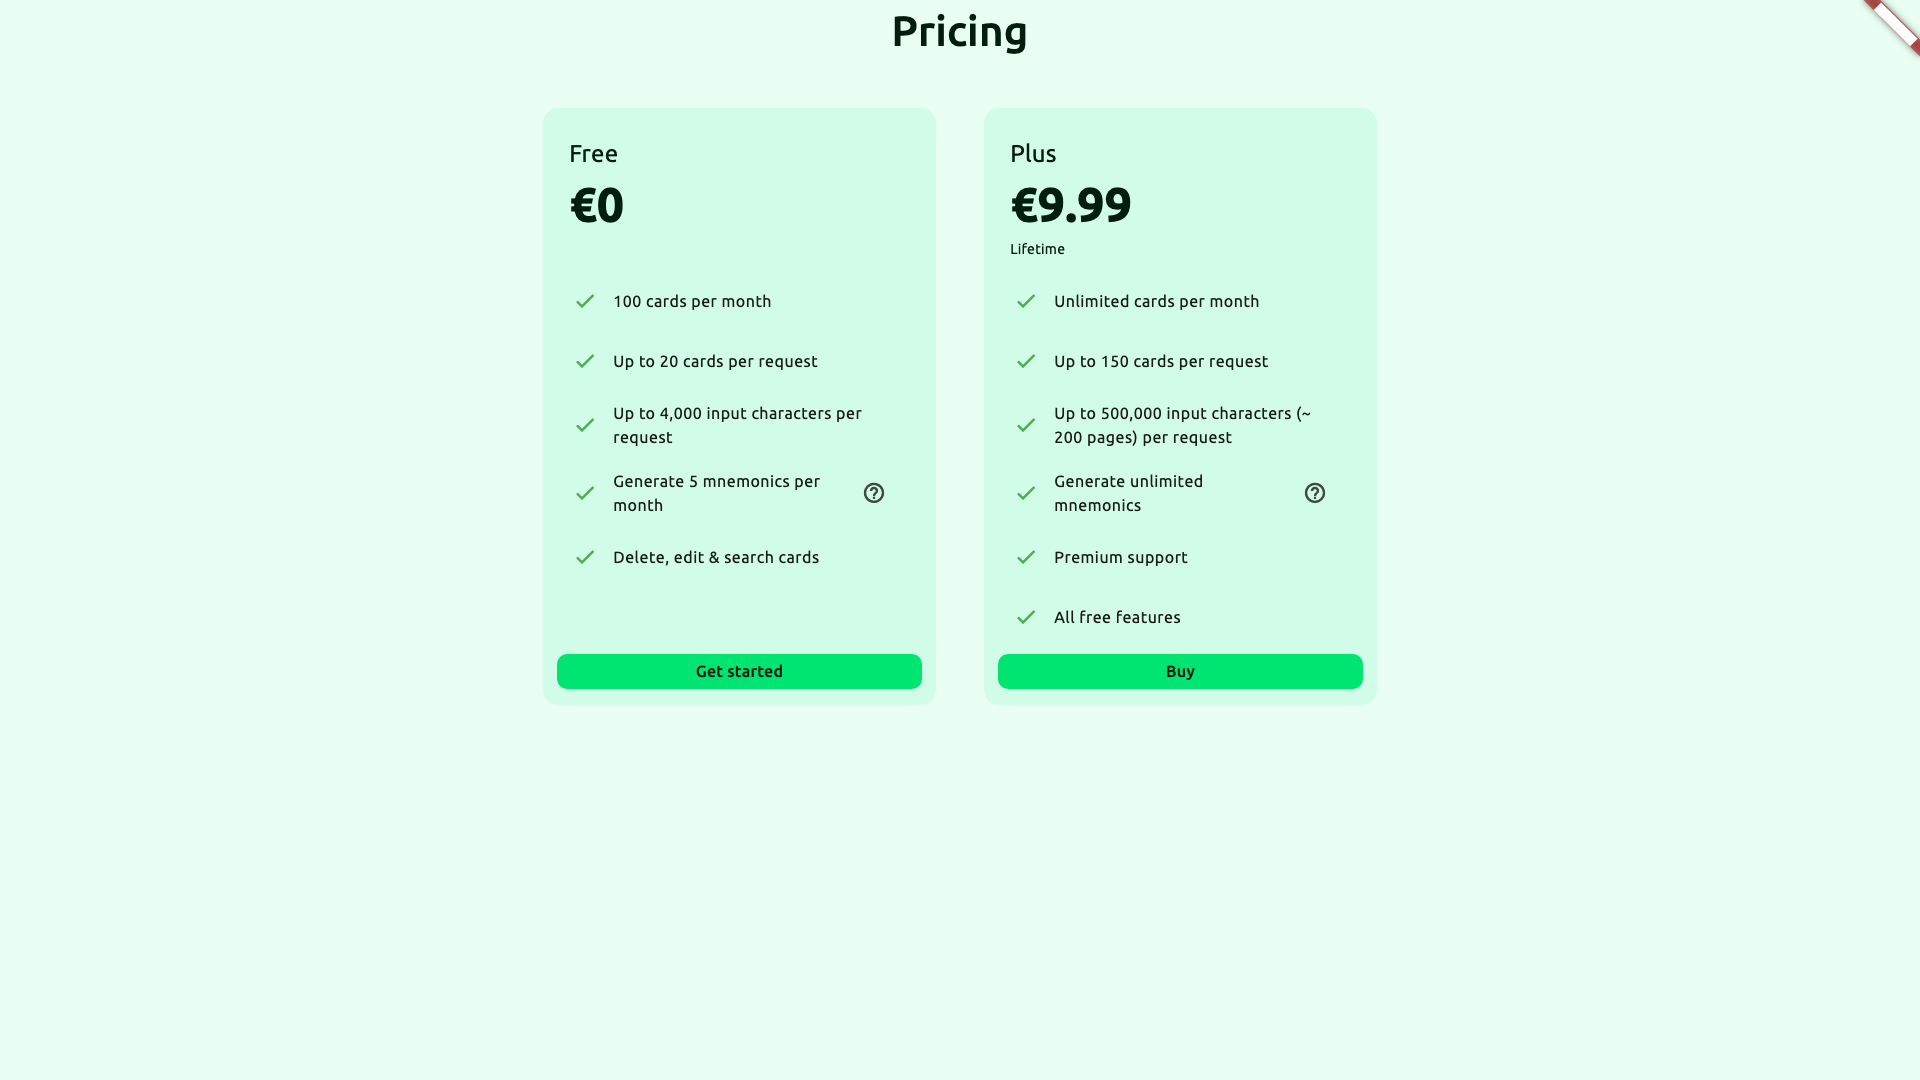 Pricing
Free
€0
100 cards per month
Up to 20 cards per request
Up to 4,000 input characters per
request
Generate 5 mnemonics per
month
Delete, edit & search cards
Get started
Plus
€9.99
Lifetime
Unlimited cards per month
Up to 150 cards per request
Up to 500,000 input characters (~
200 pages) per request
Generate unlimited
mnemonics
Premium support
All free features
Buy